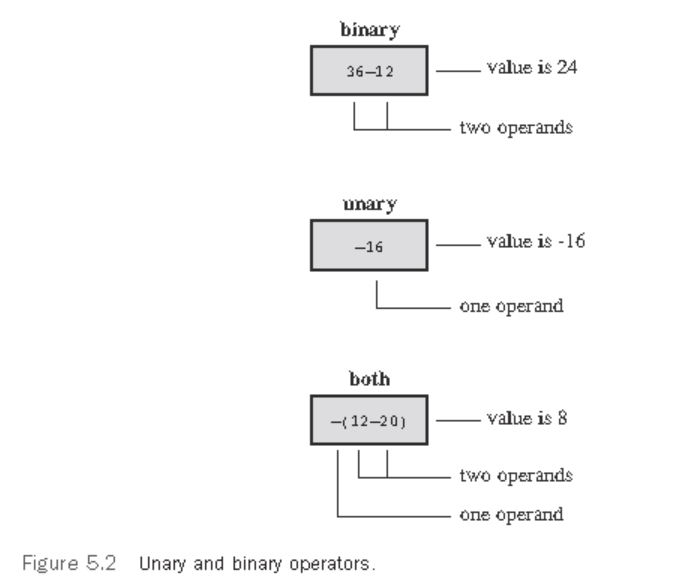 binary
36–12 value is 24
two operands
unary
–16 value is -16
one operand
both
–(12–20) value is 8
two operands
one operand
Figure 5.2 Unary and binary operators.